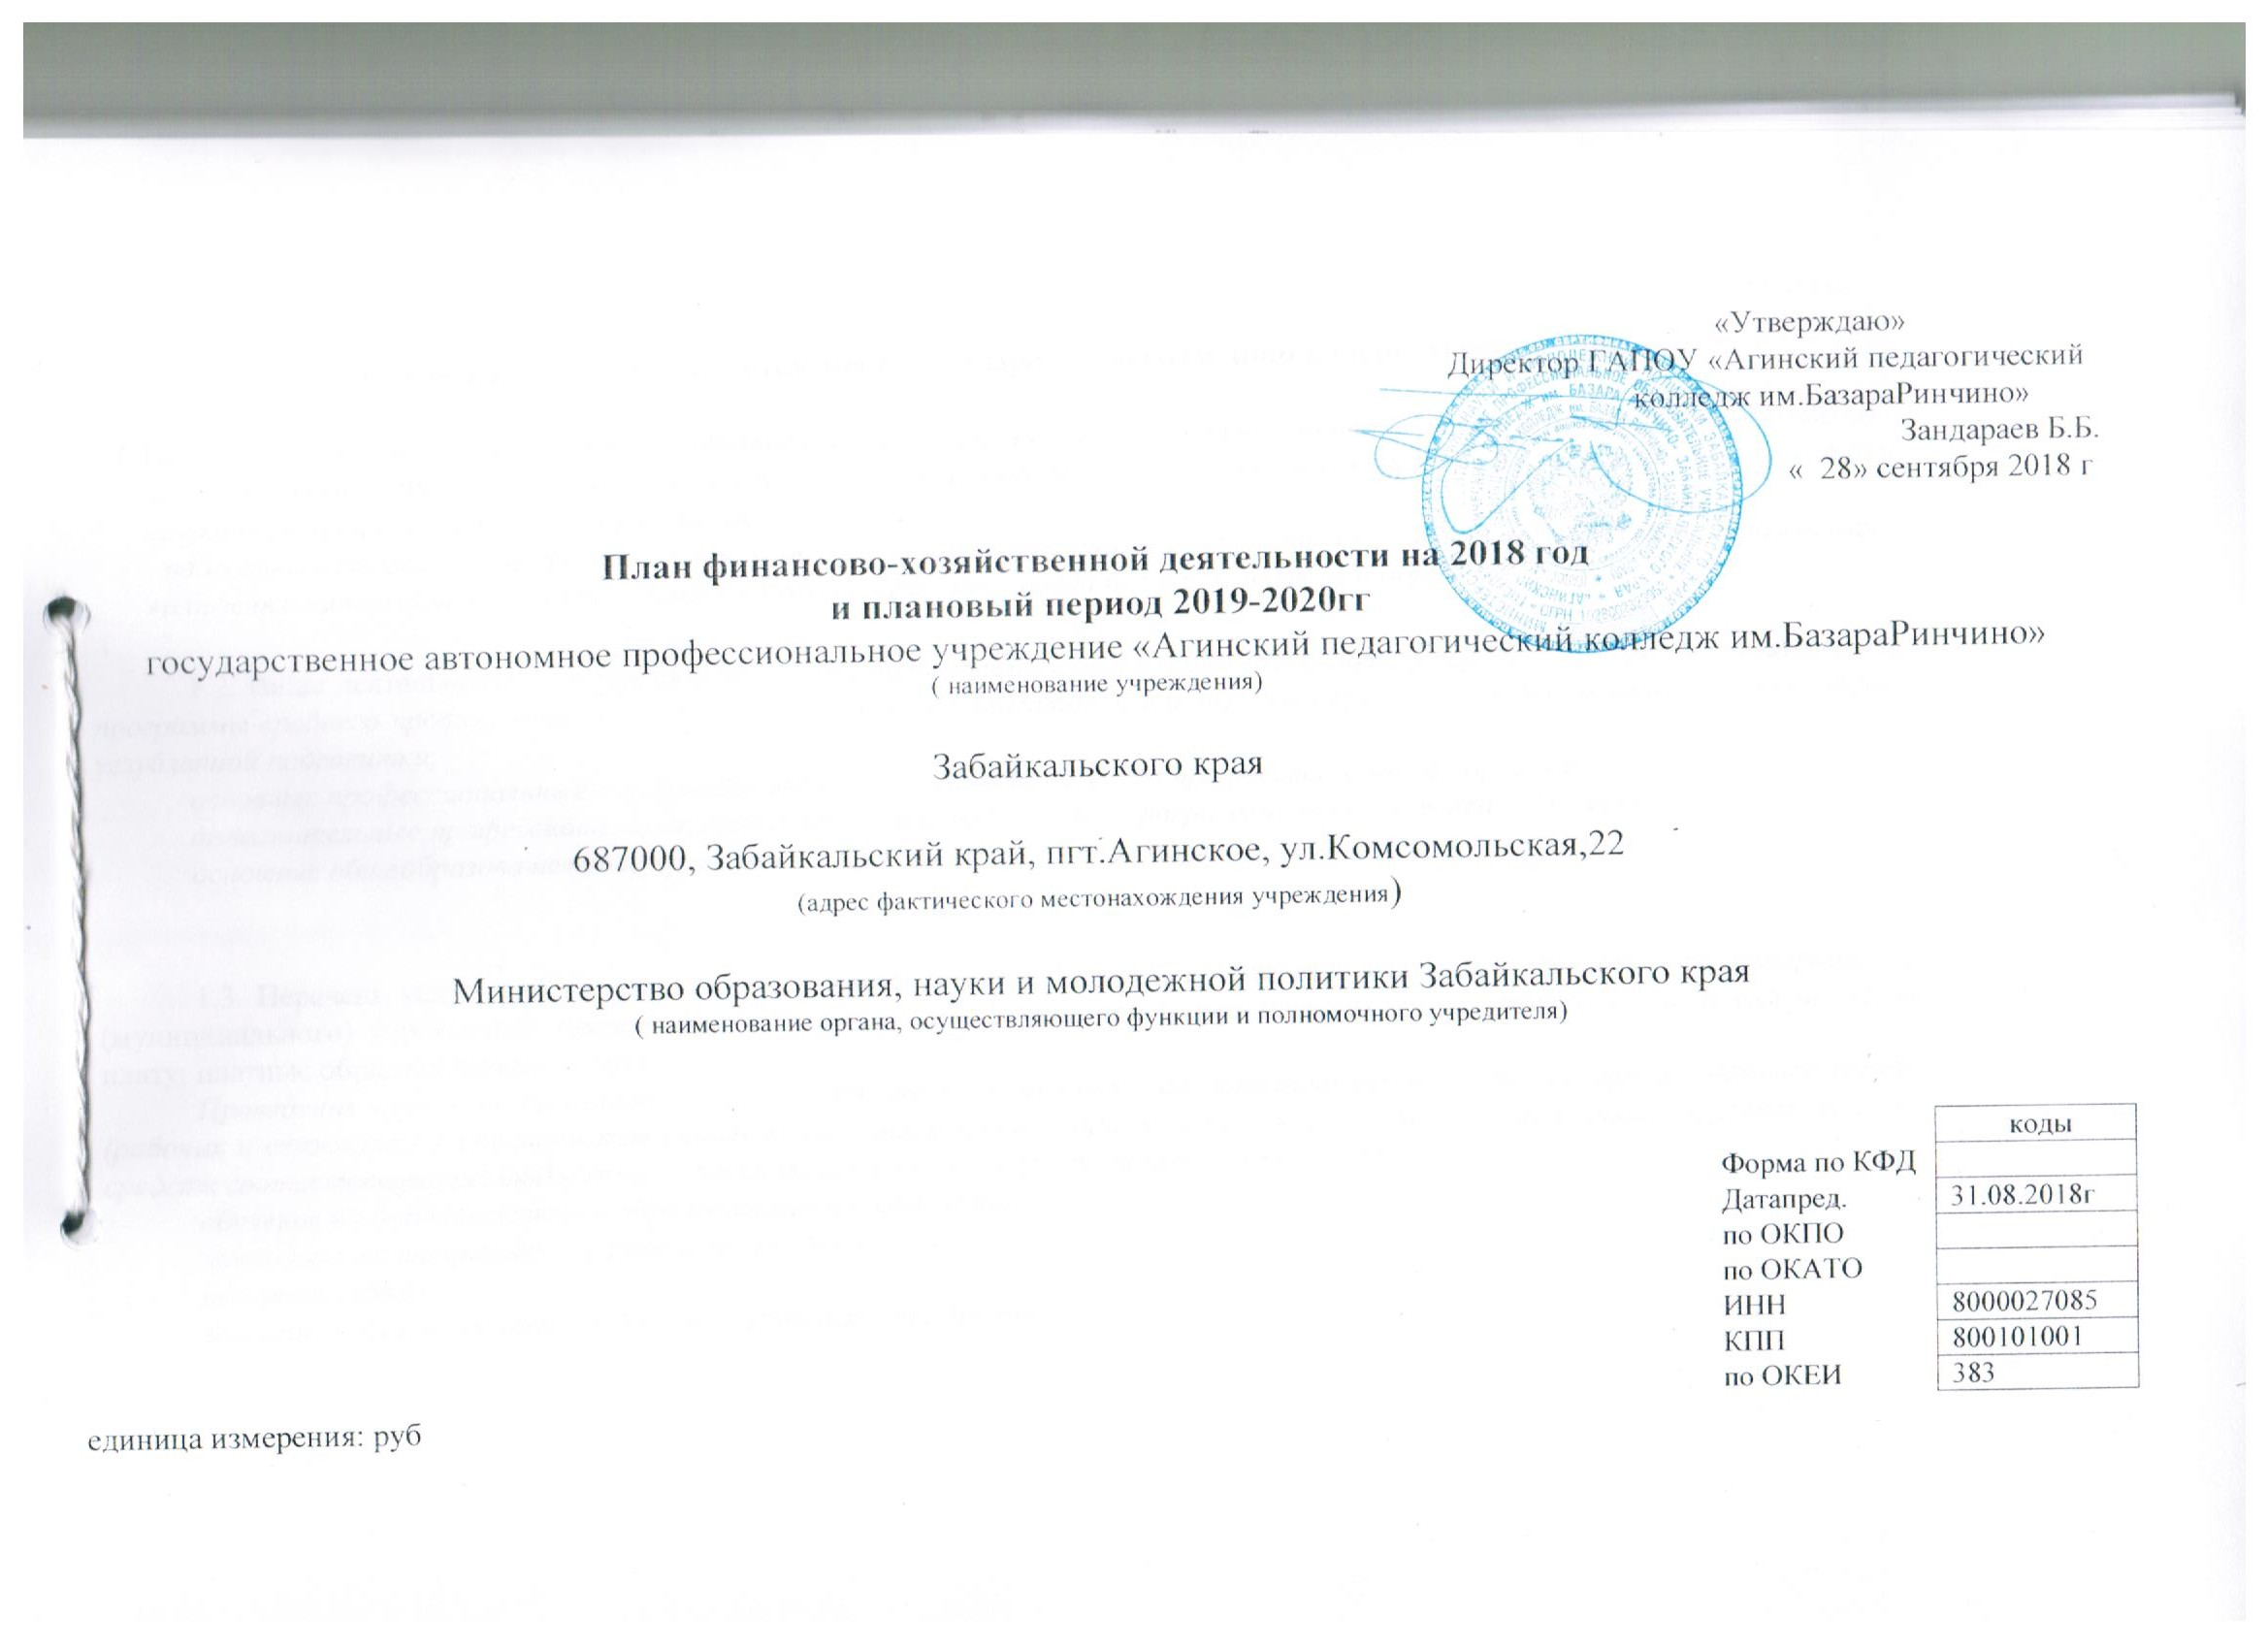 «Утверждаю»
Директор ГАПОУ «Агинский педагогический
колледж им.БазараРинчино»
Зандараев Б.Б.
« 28» сентября 2018 г
План финансово-хозяйственной деятельности на 2018 год
и плановый период 2019-2020гг
государственное автономное профессиональное учреждение «Агинский педагогический колледж им.БазараРинчино»
( наименование учреждения)
Забайкальского края
687000, Забайкальский край, пгт.Агинское, ул.Комсомольская,22
(адрес фактического местонахождения учреждения)
Министерство образования, науки и молодежной политики Забайкальского края
( наименование органа, осуществляющего функции и полномочного учредителя)
коды
Форма по КФД
Датапред. 31.08.2018г
по ОКПО
по ОКАТО
ИНН 8000027085
КПП 800101001
по ОКЕИ 383
единица измерения: руб